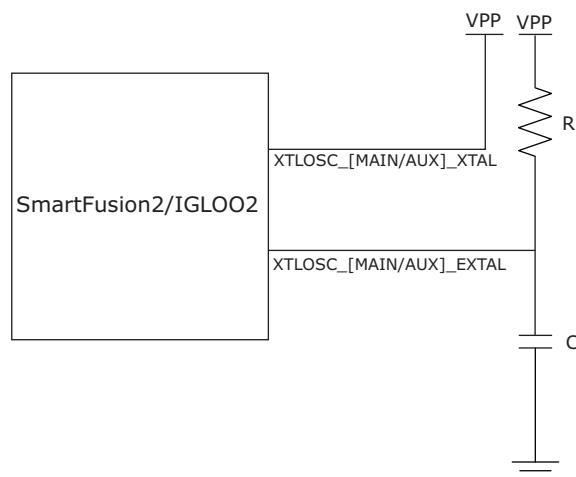 VPP VPP
R
XTLOSC_[MAIN/AUX]_XTAL
SmartFusion2/IGLOO2
XTLOSC_[MAIN/AUX]_EXTAL